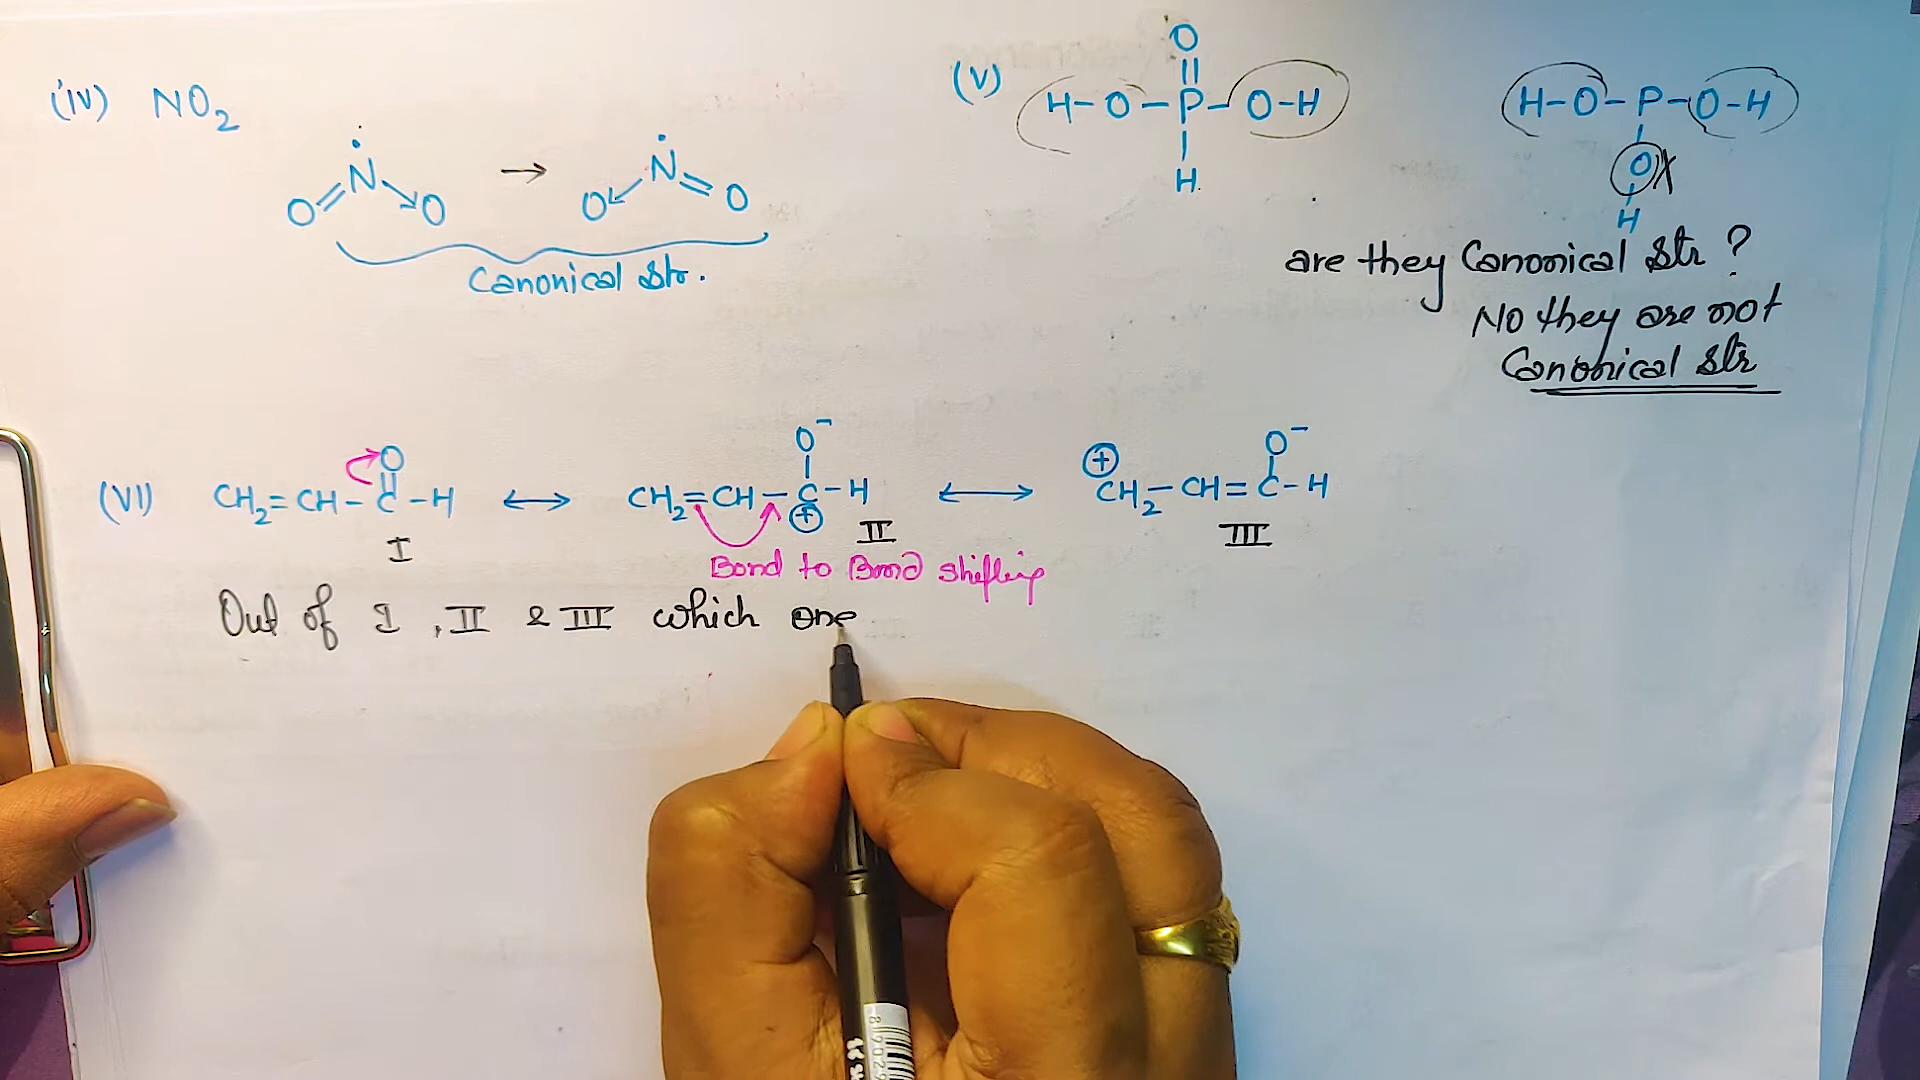 (iv) NO2
N
O=N→O → O←N=O
Canonical Str.
(V)
O
H-O-P-O-H
H
H-O-P-O-H
O
H
are they Canonical Str ?
No they are not
Canonical Str
(VI)
O
CH2=CH-C-H ↔
I
O-
CH2=CH-C-H ↔
⊕
II
O-
⊕
CH2-CH=C-H
III
Bond to Bond shifting
Out of I , II & III which one